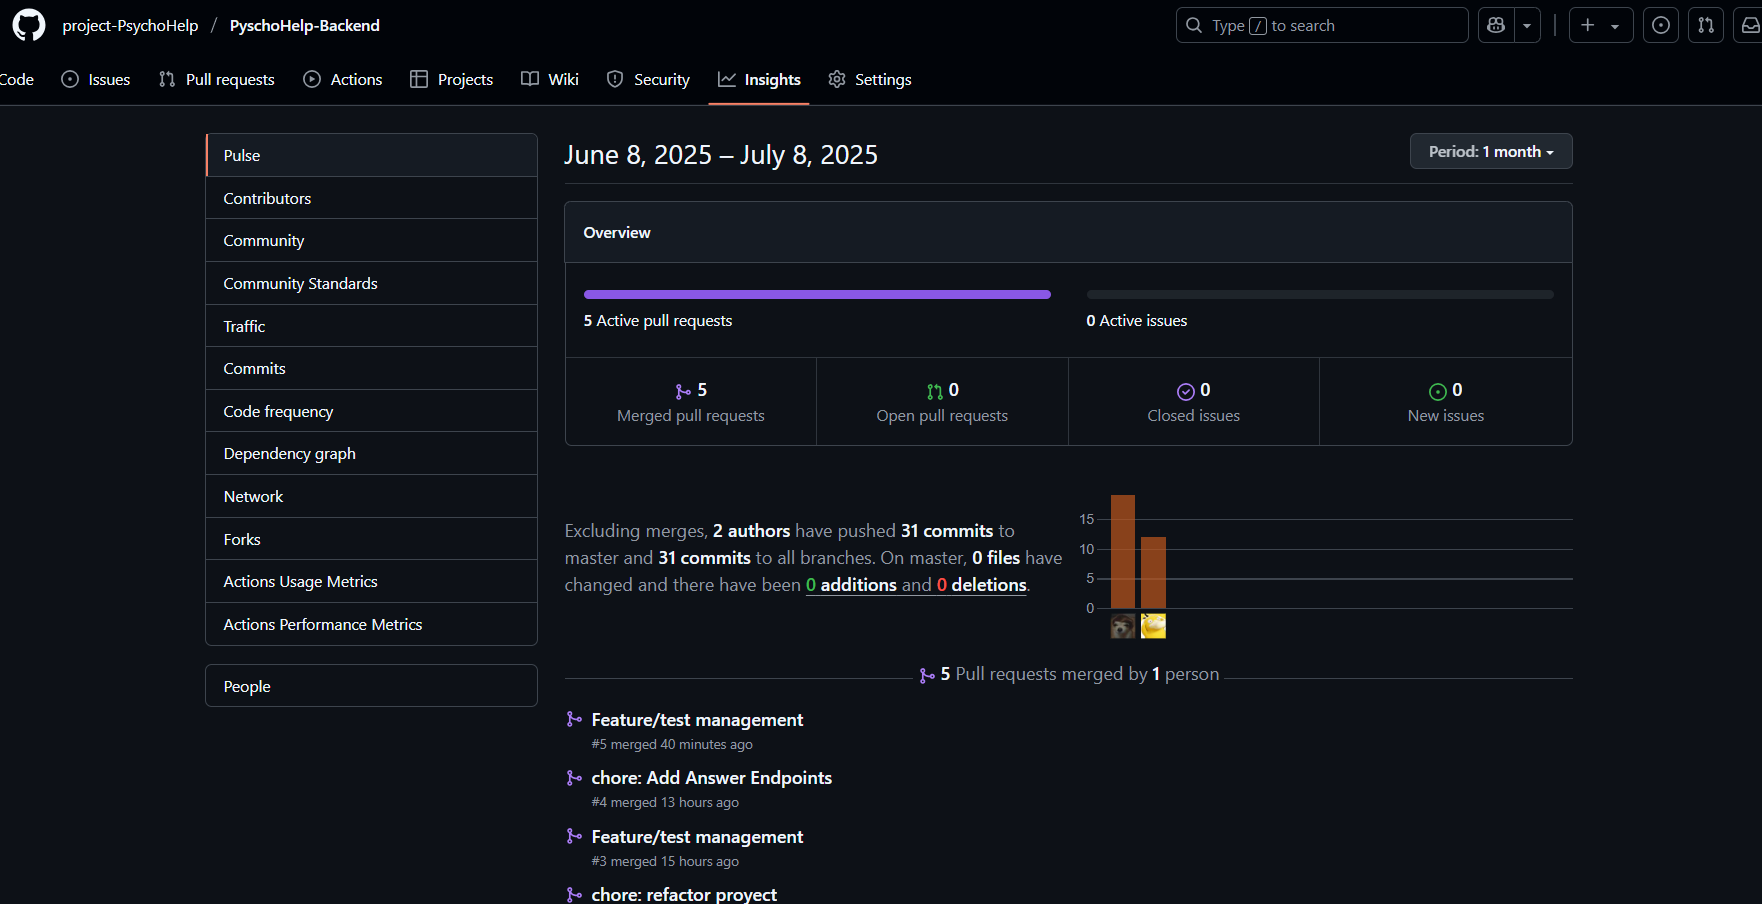 project-PsychoHelp / PyschoHelp-Backend
Type / to search
Code Issues Pull requests Actions Projects Wiki Security Insights Settings
Pulse
Contributors
Community
Community Standards
Traffic
Commits
Code frequency
Dependency graph
Network
Forks
Actions Usage Metrics
Actions Performance Metrics
People
June 8, 2025 – July 8, 2025
Period: 1 month
Overview
5 Active pull requests
0 Active issues
5
Merged pull requests
0
Open pull requests
0
Closed issues
0
New issues
Excluding merges, 2 authors have pushed 31 commits to
master and 31 commits to all branches. On master, 0 files have
changed and there have been 0 additions and 0 deletions.
15
10
5
0
5 Pull requests merged by 1 person
Feature/test management
#5 merged 40 minutes ago
chore: Add Answer Endpoints
#4 merged 13 hours ago
Feature/test management
#3 merged 15 hours ago
chore: refactor proyect